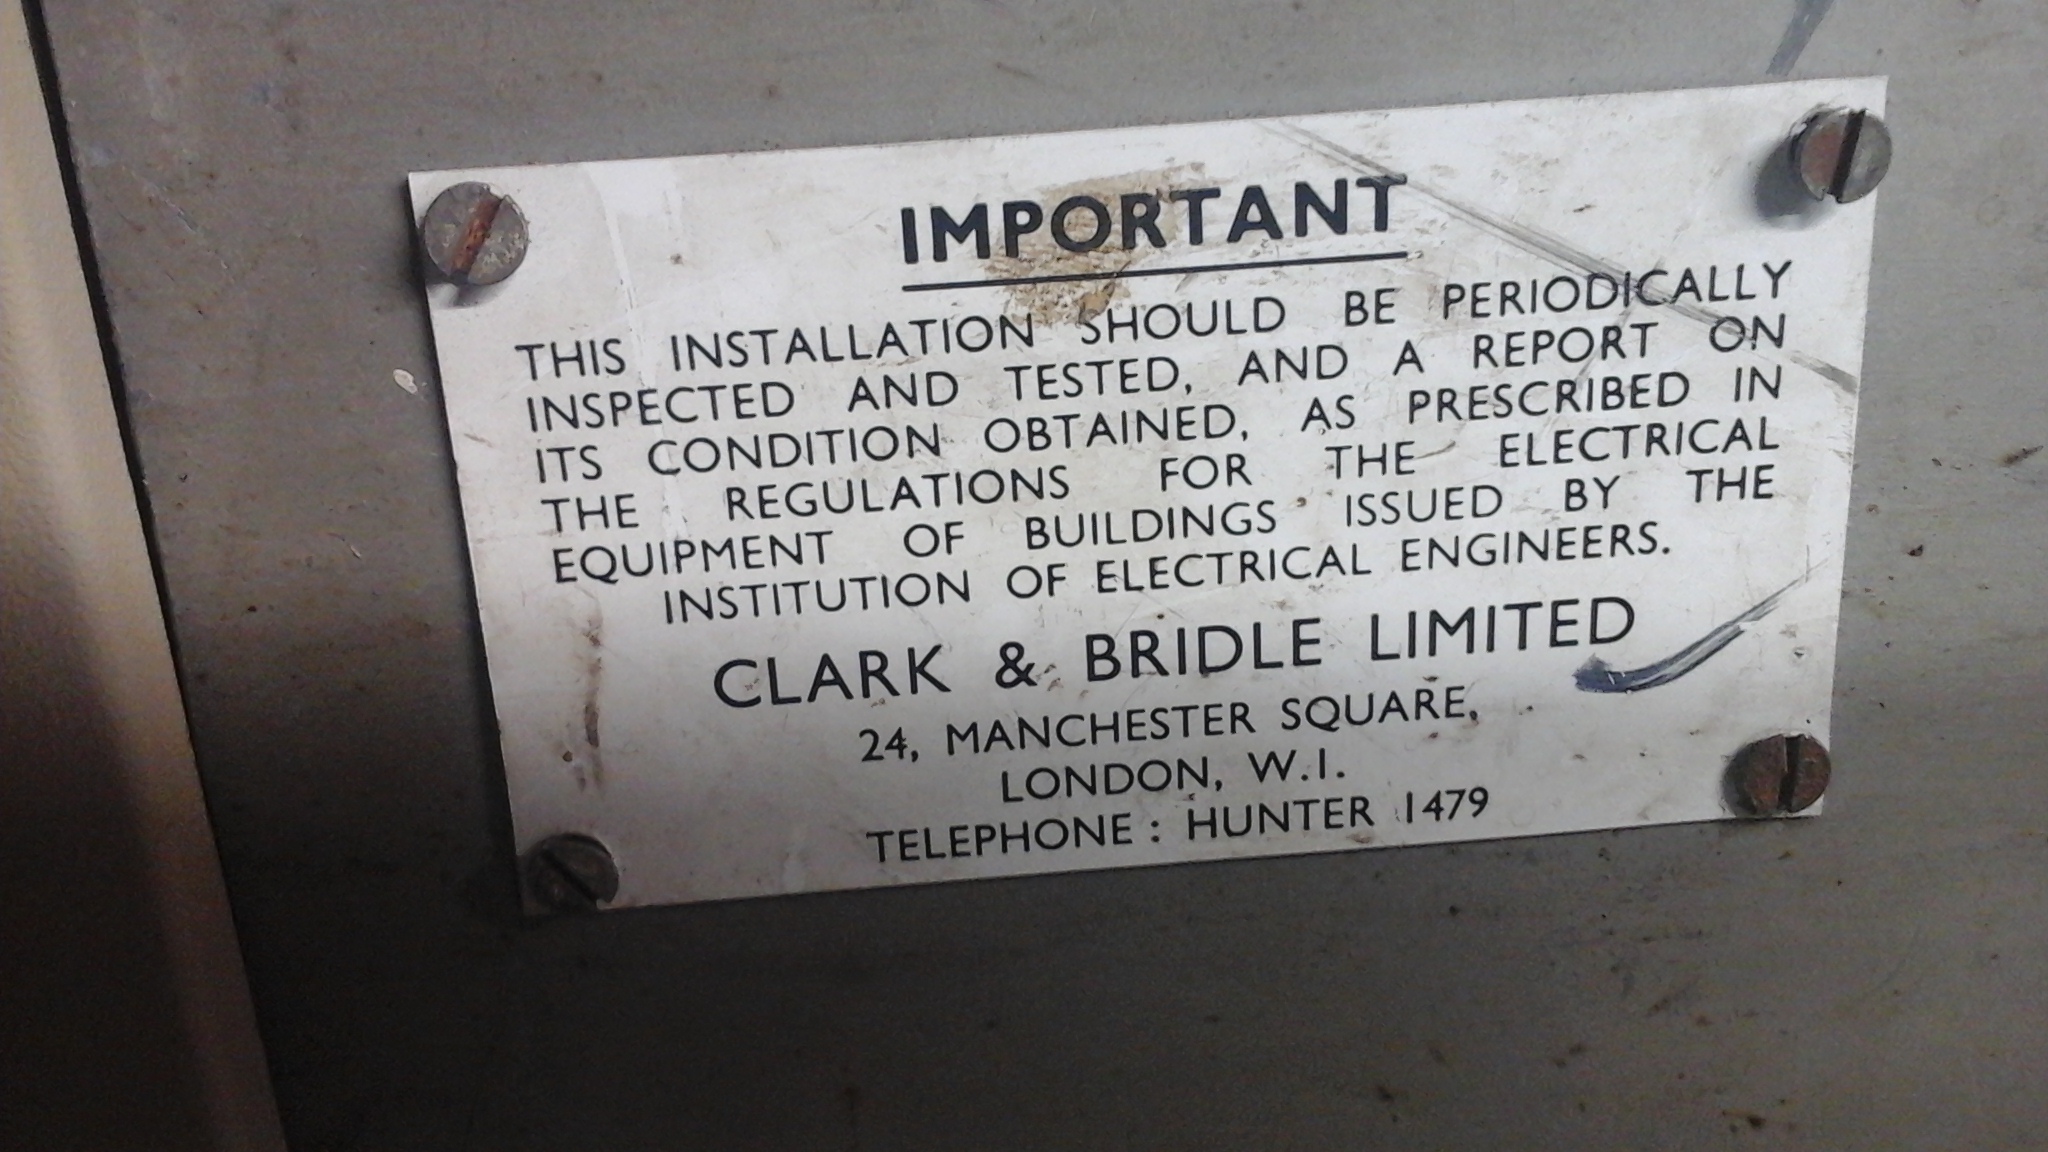 IMPORTANT
THIS INSTALLATION SHOULD BE PERIODICALLY
INSPECTED AND TESTED, AND A REPORT ON
ITS CONDITION OBTAINED, AS PRESCRIBED IN
THE REGULATIONS FOR THE ELECTRICAL
EQUIPMENT OF BUILDINGS ISSUED BY THE
INSTITUTION OF ELECTRICAL ENGINEERS.
CLARK & BRIDLE LIMITED
24, MANCHESTER SQUARE,
LONDON, W.I.
TELEPHONE : HUNTER 1479